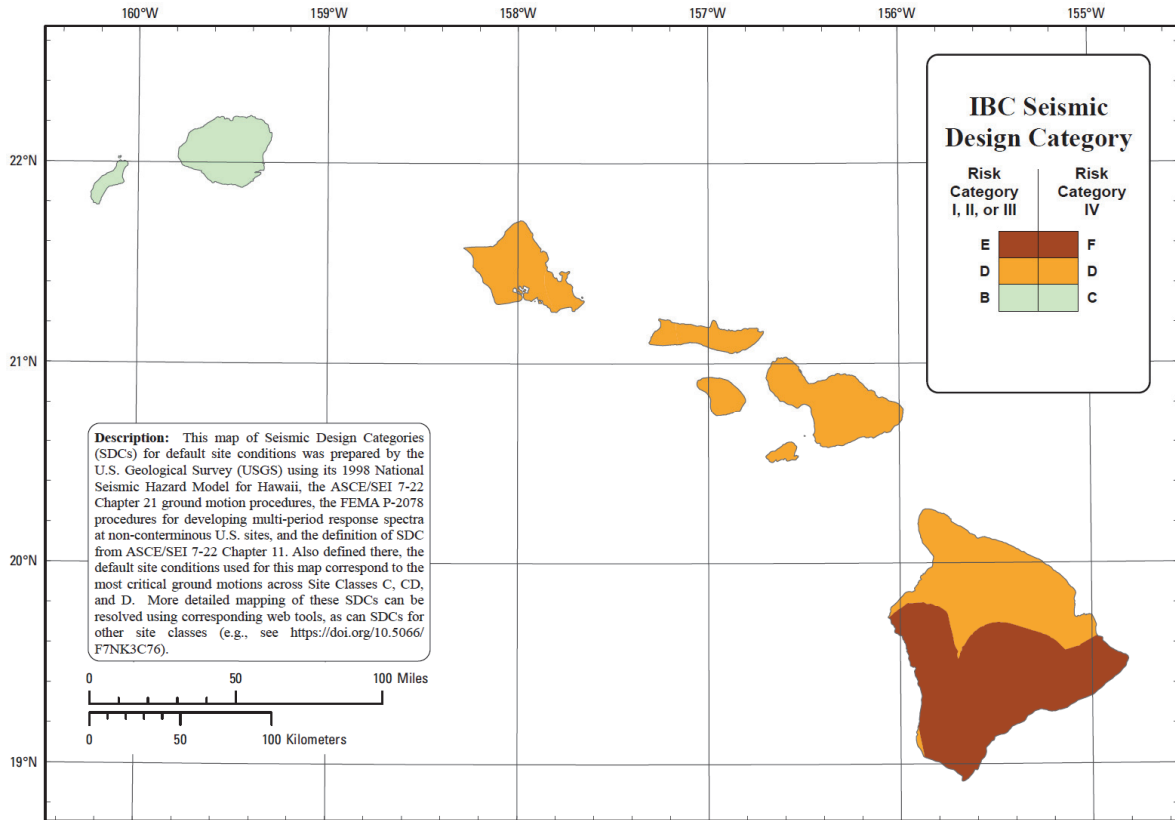 160°W 159°W 158°W 157°W 156°W 155°W
22°N
21°N
20°N
19°N
IBC Seismic
Design Category
Risk
Category
I, II, or III
Risk
Category
IV
E F
D D
B C
Description: This map of Seismic Design Categories
(SDCs) for default site conditions was prepared by the
U.S. Geological Survey (USGS) using its 1998 National
Seismic Hazard Model for Hawaii, the ASCE/SEI 7-22
Chapter 21 ground motion procedures, the FEMA P-2078
procedures for developing multi-period response spectra
at non-conterminous U.S. sites, and the definition of SDC
from ASCE/SEI 7-22 Chapter 11. Also defined there, the
default site conditions used for this map correspond to the
most critical ground motions across Site Classes C, CD,
and D. More detailed mapping of these SDCs can be
resolved using corresponding web tools, as can SDCs for
other site classes (e.g., see https://doi.org/10.5066/
F7NK3C76).
0 50 100 Miles
0 50 100 Kilometers